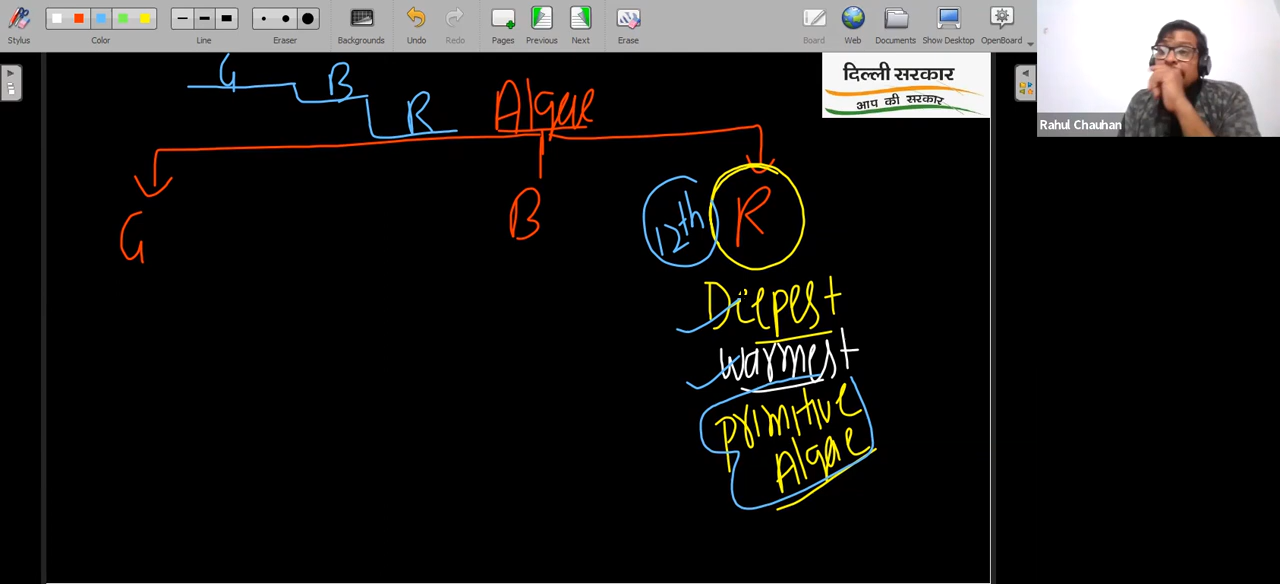 Stylus
Color
Line
Eraser
Backgrounds
Undo
Redo
Pages
Previous
Next
Erase
Board
Web
Documents
Show Desktop
OpenBoard
दिल्ली सरकार
आप की सरकार
Rahul Chauhan
G
B
R
Algae
G
B
12th
R
Deepest
warmest
primitive
Algae